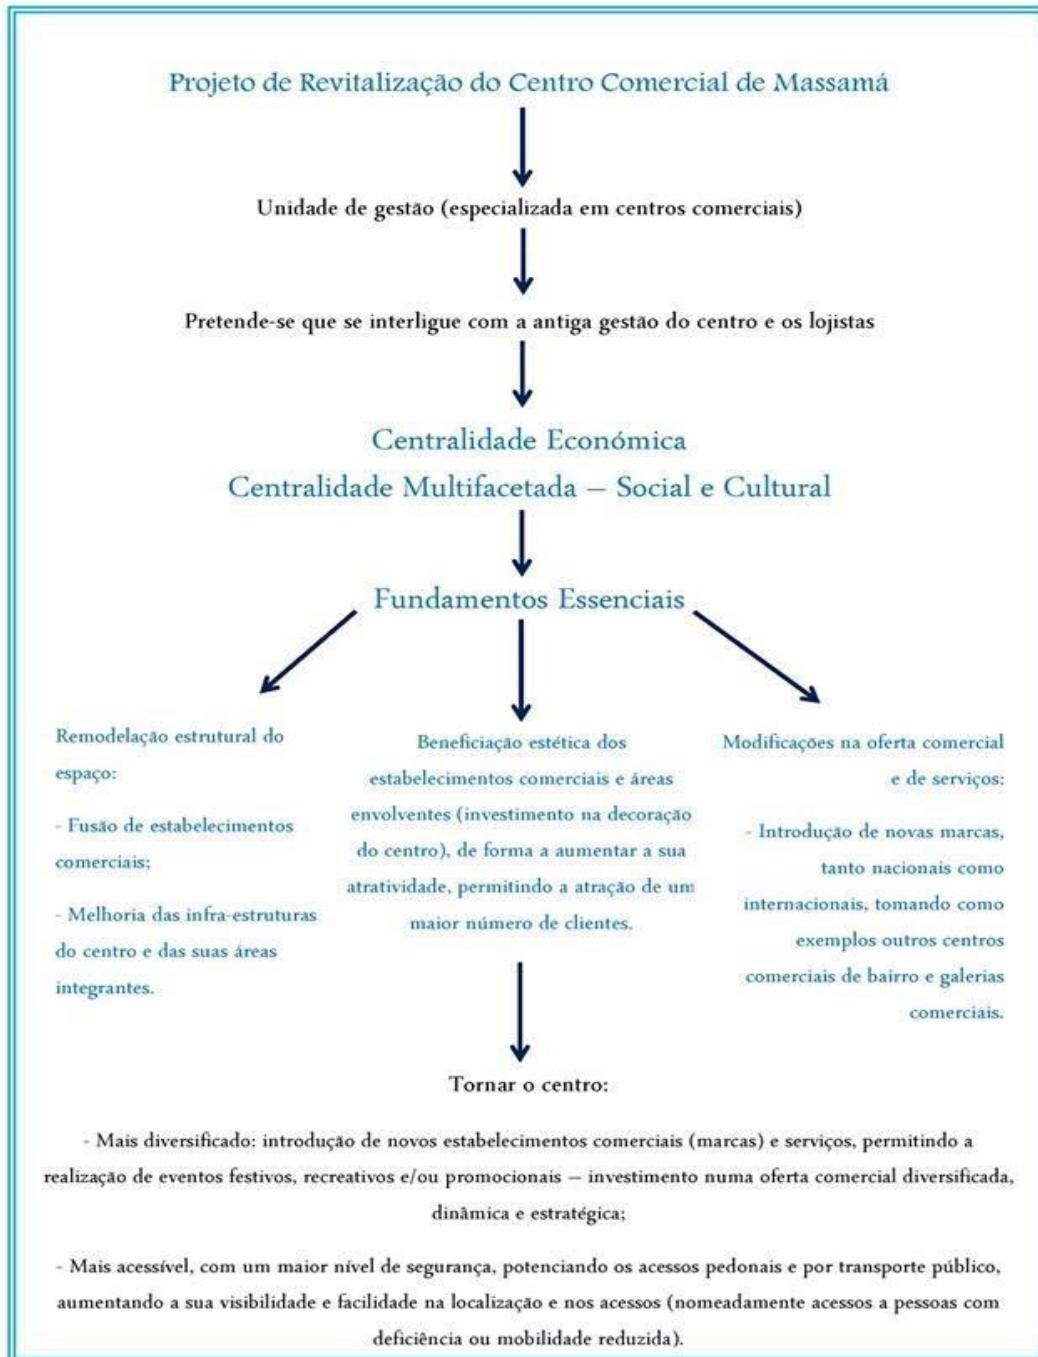 Projeto de Revitalização do Centro Comercial de Massamá
Unidade de gestão (especializada em centros comerciais)
Pretende-se que se interligue com a antiga gestão do centro e os lojistas
Centralidade Económica
Centralidade Multifacetada – Social e Cultural
Fundamentos Essenciais
Remodelação estrutural do
espaço:
- Fusão de estabelecimentos
comerciais;
- Melhoria das infra-estruturas
do centro e das suas áreas
integrantes.
Beneficiação estética dos
estabelecimentos comerciais e áreas
envolventes (investimento na decoração
do centro), de forma a aumentar a sua
atratividade, permitindo a atração de um
maior número de clientes.
Modificações na oferta comercial
e de serviços:
- Introdução de novas marcas,
tanto nacionais como
internacionais, tomando como
exemplos outros centros
comerciais de bairro e galerias
comerciais.
Tornar o centro:
- Mais diversificado: introdução de novos estabelecimentos comerciais (marcas) e serviços, permitindo a
realização de eventos festivos, recreativos e/ou promocionais – investimento numa oferta comercial diversificada,
dinâmica e estratégica;
- Mais acessível, com um maior nível de segurança, potenciando os acessos pedonais e por transporte público,
aumentando a sua visibilidade e facilidade na localização e nos acessos (nomeadamente acessos a pessoas com
deficiência ou mobilidade reduzida).